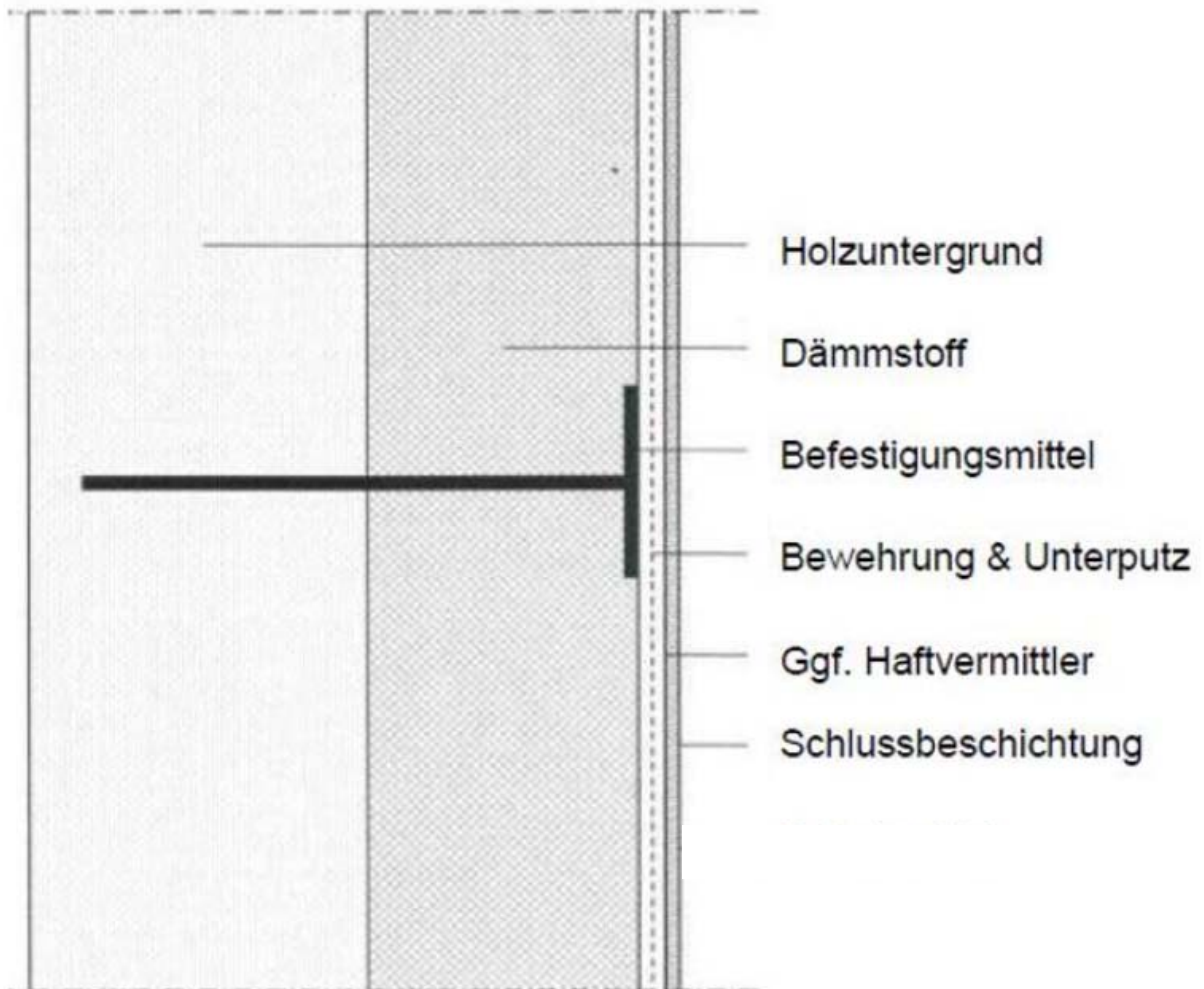 Holzuntergrund
Dämmstoff
Befestigungsmittel
Bewehrung & Unterputz
Ggf. Haftvermittler
Schlussbeschichtung